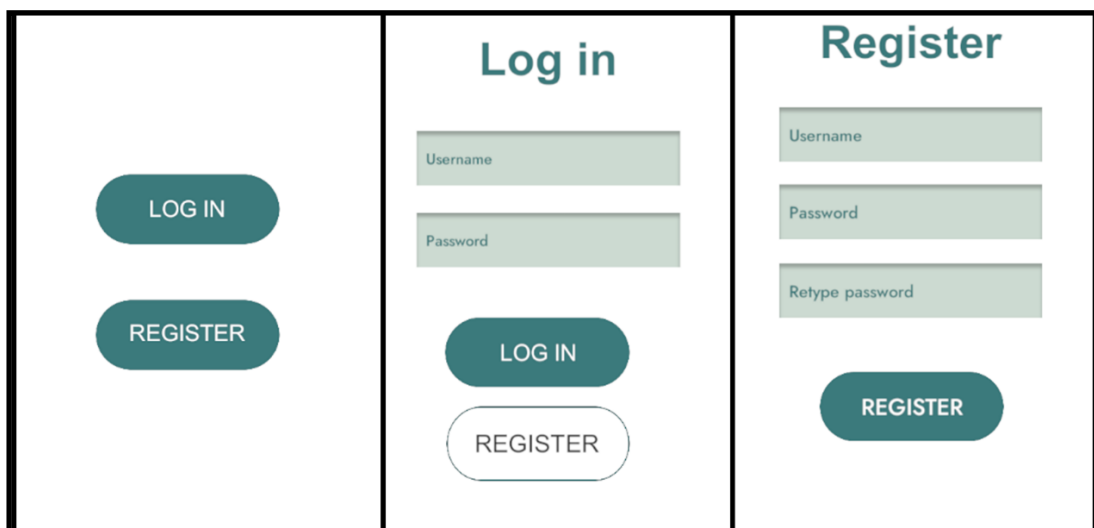 LOG IN
REGISTER
Log in
Username
Password
LOG IN
REGISTER
Register
Username
Password
Retype password
REGISTER